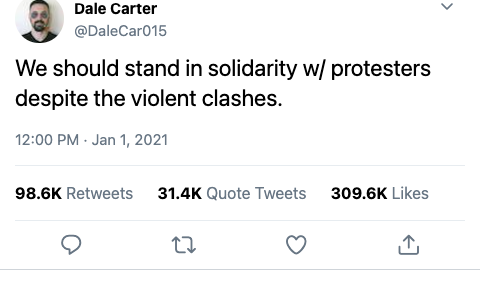 Dale Carter
@DaleCar015
We should stand in solidarity w/ protesters
despite the violent clashes.
12:00 PM · Jan 1, 2021
98.6K Retweets 31.4K Quote Tweets 309.6K Likes